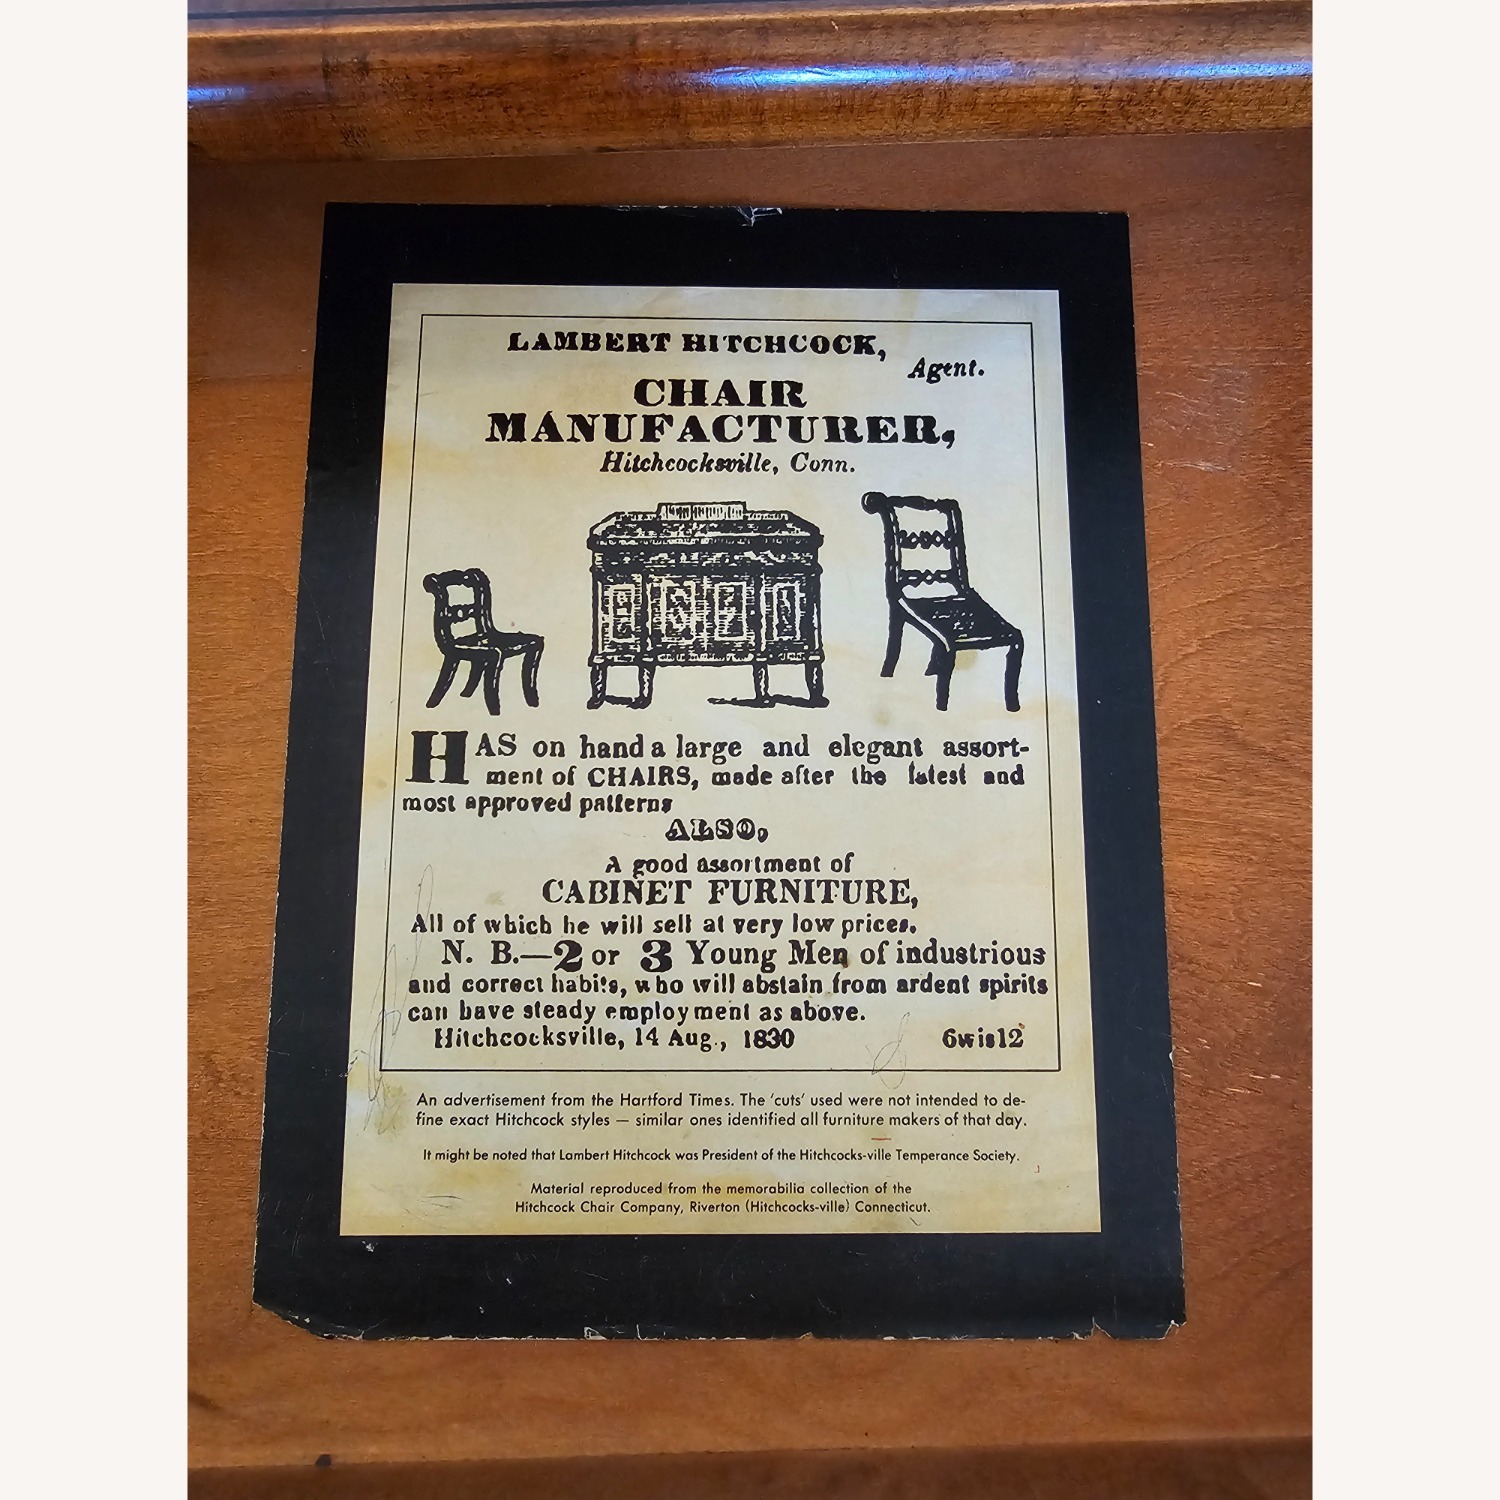 LAMBERT HITCHCOCK,
Agent.
CHAIR
MANUFACTURER,
Hitchcocksville, Conn.
HAS on hand a large and elegant assort-
ment of CHAIRS, made after the latest and
most approved patterns
ALSO,
A good assortment of
CABINET FURNITURE,
All of which he will sell at very low prices.
N. B.—2 or 3 Young Men of industrious
and correct habits, who will abstain from ardent spirits
can have steady employment as above.
Hitchcocksville, 14 Aug., 1830 6wis12
An advertisement from the Hartford Times. The 'cuts' used were not intended to de-
fine exact Hitchcock styles — similar ones identified all furniture makers of that day.
It might be noted that Lambert Hitchcock was President of the Hitchcocks-ville Temperance Society.
Material reproduced from the memorabilia collection of the
Hitchcock Chair Company, Riverton (Hitchcocks-ville) Connecticut.